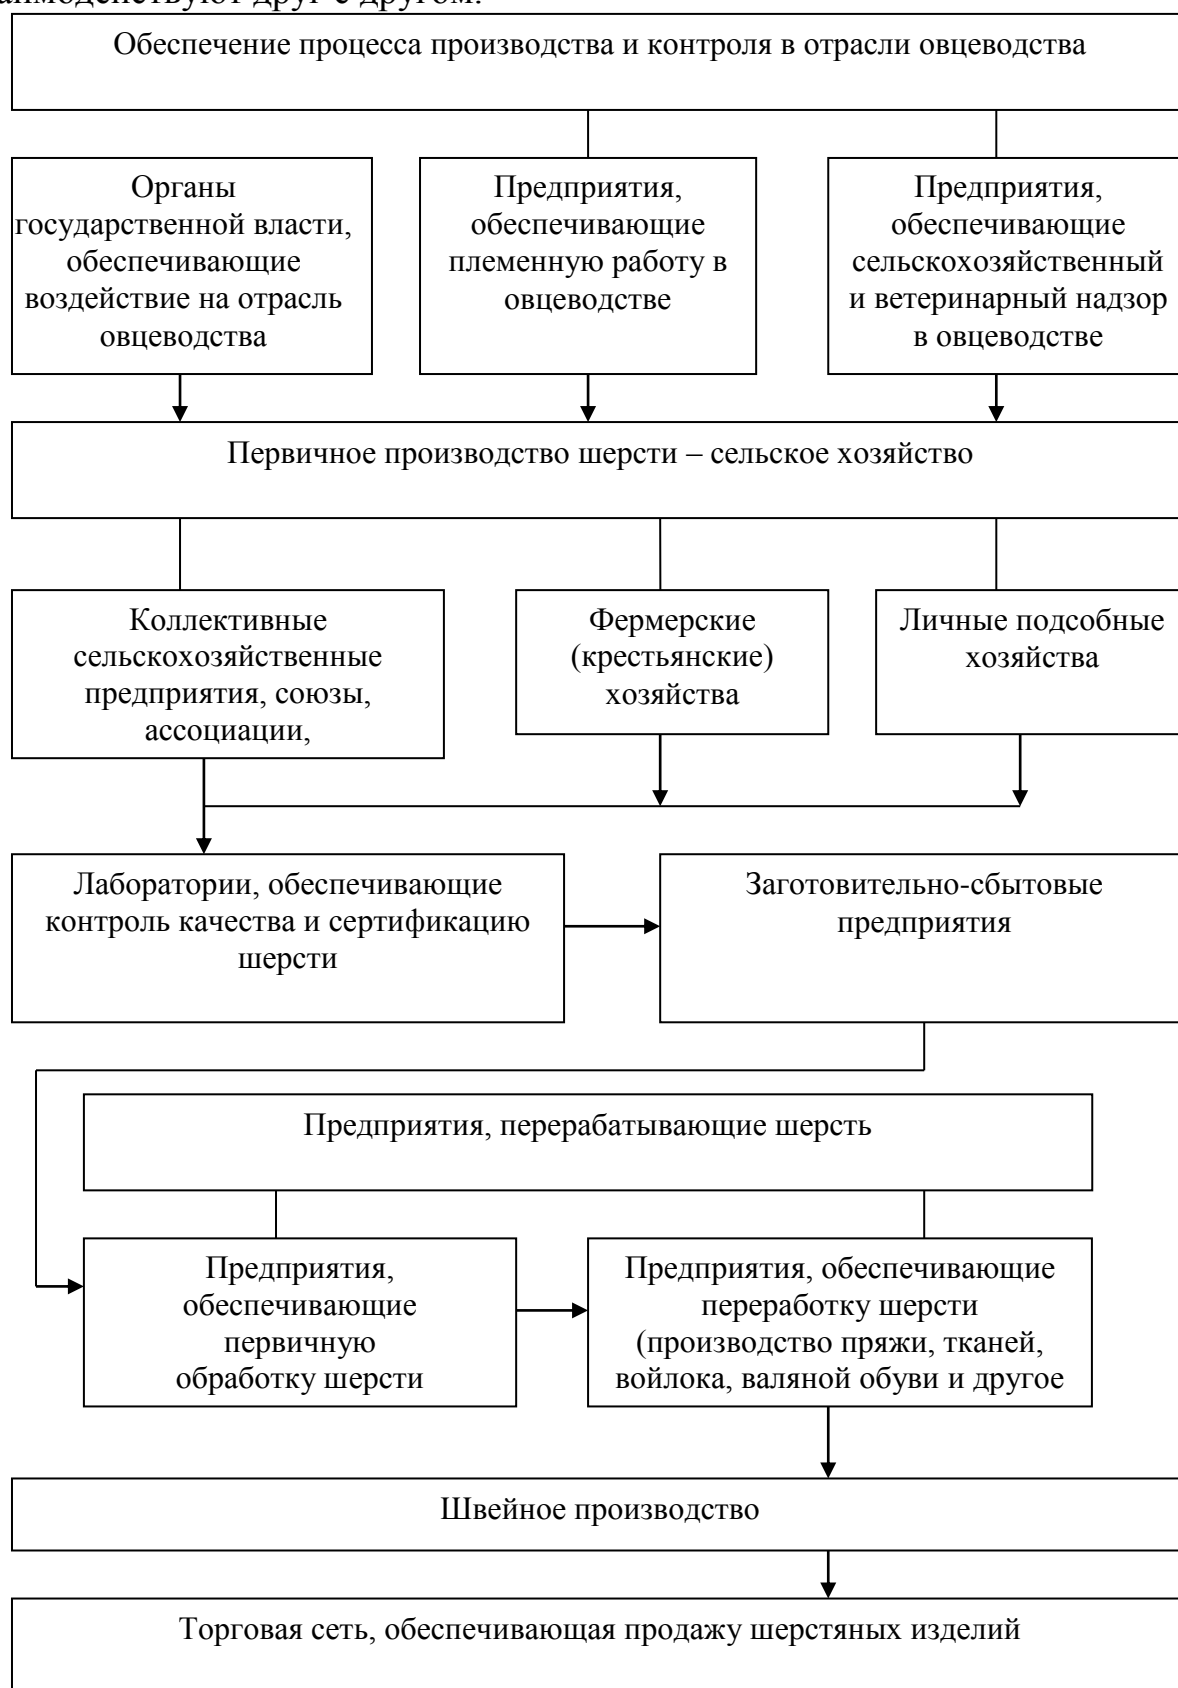 аимодействуют друг с другом.
Обеспечение процесса производства и контроля в отрасли овцеводства
Органы
государственной власти,
обеспечивающие
воздействие на отрасль
овцеводства
Предприятия,
обеспечивающие
племенную работу в
овцеводстве
Предприятия,
обеспечивающие
сельскохозяйственный
и ветеринарный надзор
в овцеводстве
Первичное производство шерсти – сельское хозяйство
Коллективные
сельскохозяйственные
предприятия, союзы,
ассоциации,
Фермерские
(крестьянские)
хозяйства
Личные подсобные
хозяйства
Лаборатории, обеспечивающие
контроль качества и сертификацию
шерсти
Заготовительно-сбытовые
предприятия
Предприятия, перерабатывающие шерсть
Предприятия,
обеспечивающие
первичную
обработку шерсти
Предприятия, обеспечивающие
переработку шерсти
(производство пряжи, тканей,
войлока, валяной обуви и другое
Швейное производство
Торговая сеть, обеспечивающая продажу шерстяных изделий